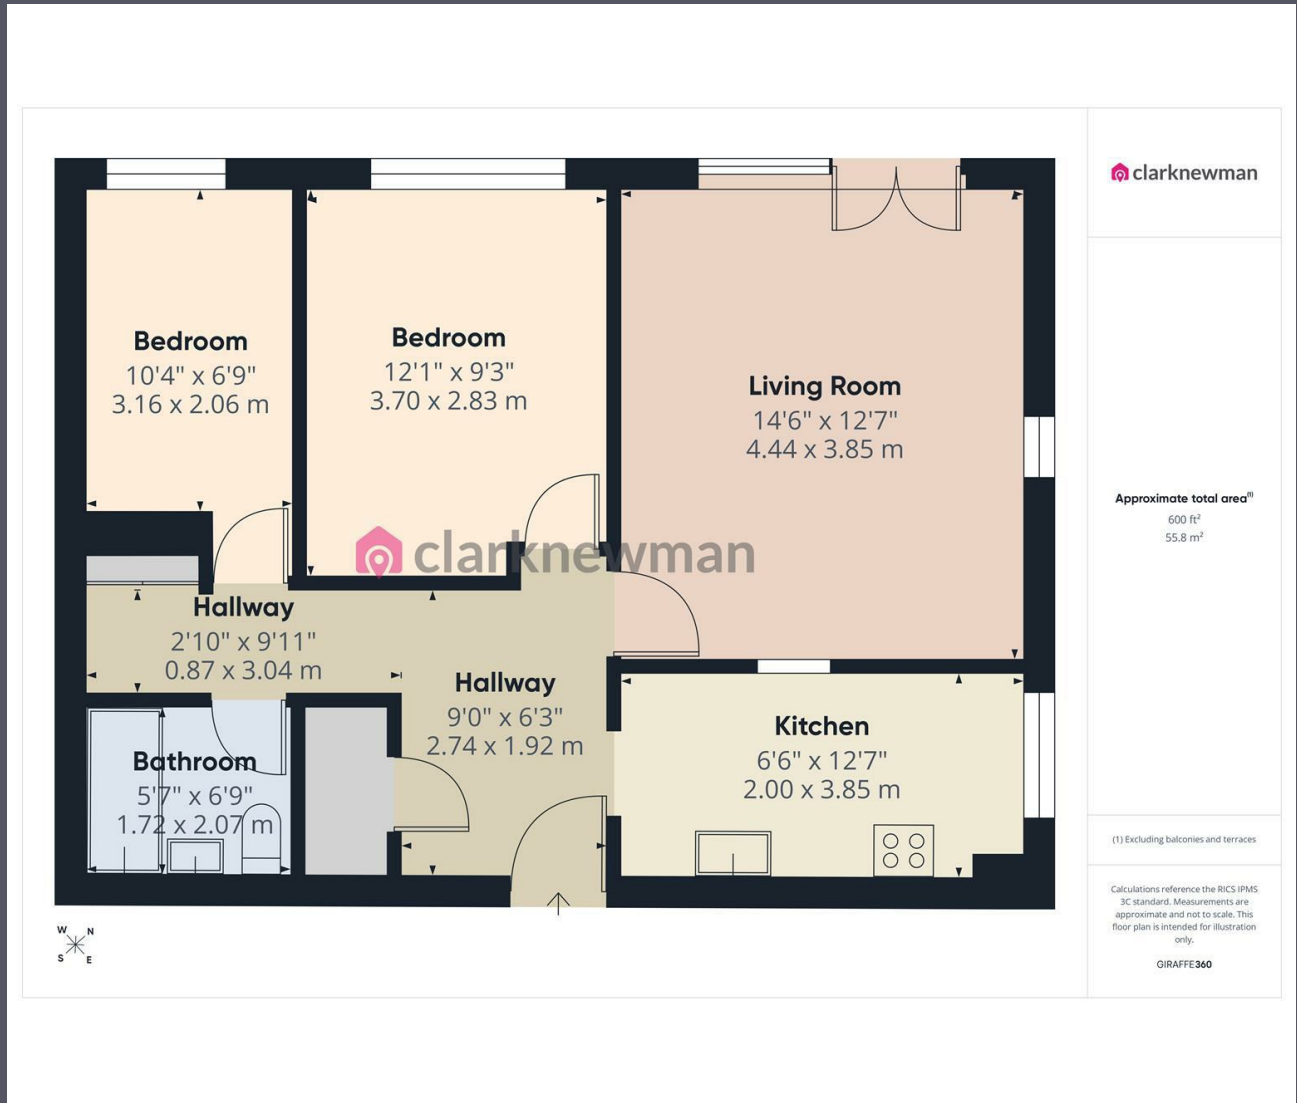 clarknewman
Bedroom
10'4" x 6'9"
3.16 x 2.06 m
Bedroom
12'1" x 9'3"
3.70 x 2.83 m
Living Room
14'6" x 12'7"
4.44 x 3.85 m
clarknewman
Hallway
2'10" x 9'11"
0.87 x 3.04 m
Hallway
9'0" x 6'3"
2.74 x 1.92 m
Kitchen
6'6" x 12'7"
2.00 x 3.85 m
Bathroom
5'7" x 6'9"
1.72 x 2.07 m
W N
S E
Approximate total area(1)
600 ft²
55.8 m²
(1) Excluding balconies and terraces
Calculations reference the RICS IPMS
3C standard. Measurements are
approximate and not to scale. This
floor plan is intended for illustration
only.
GIRAFFE360